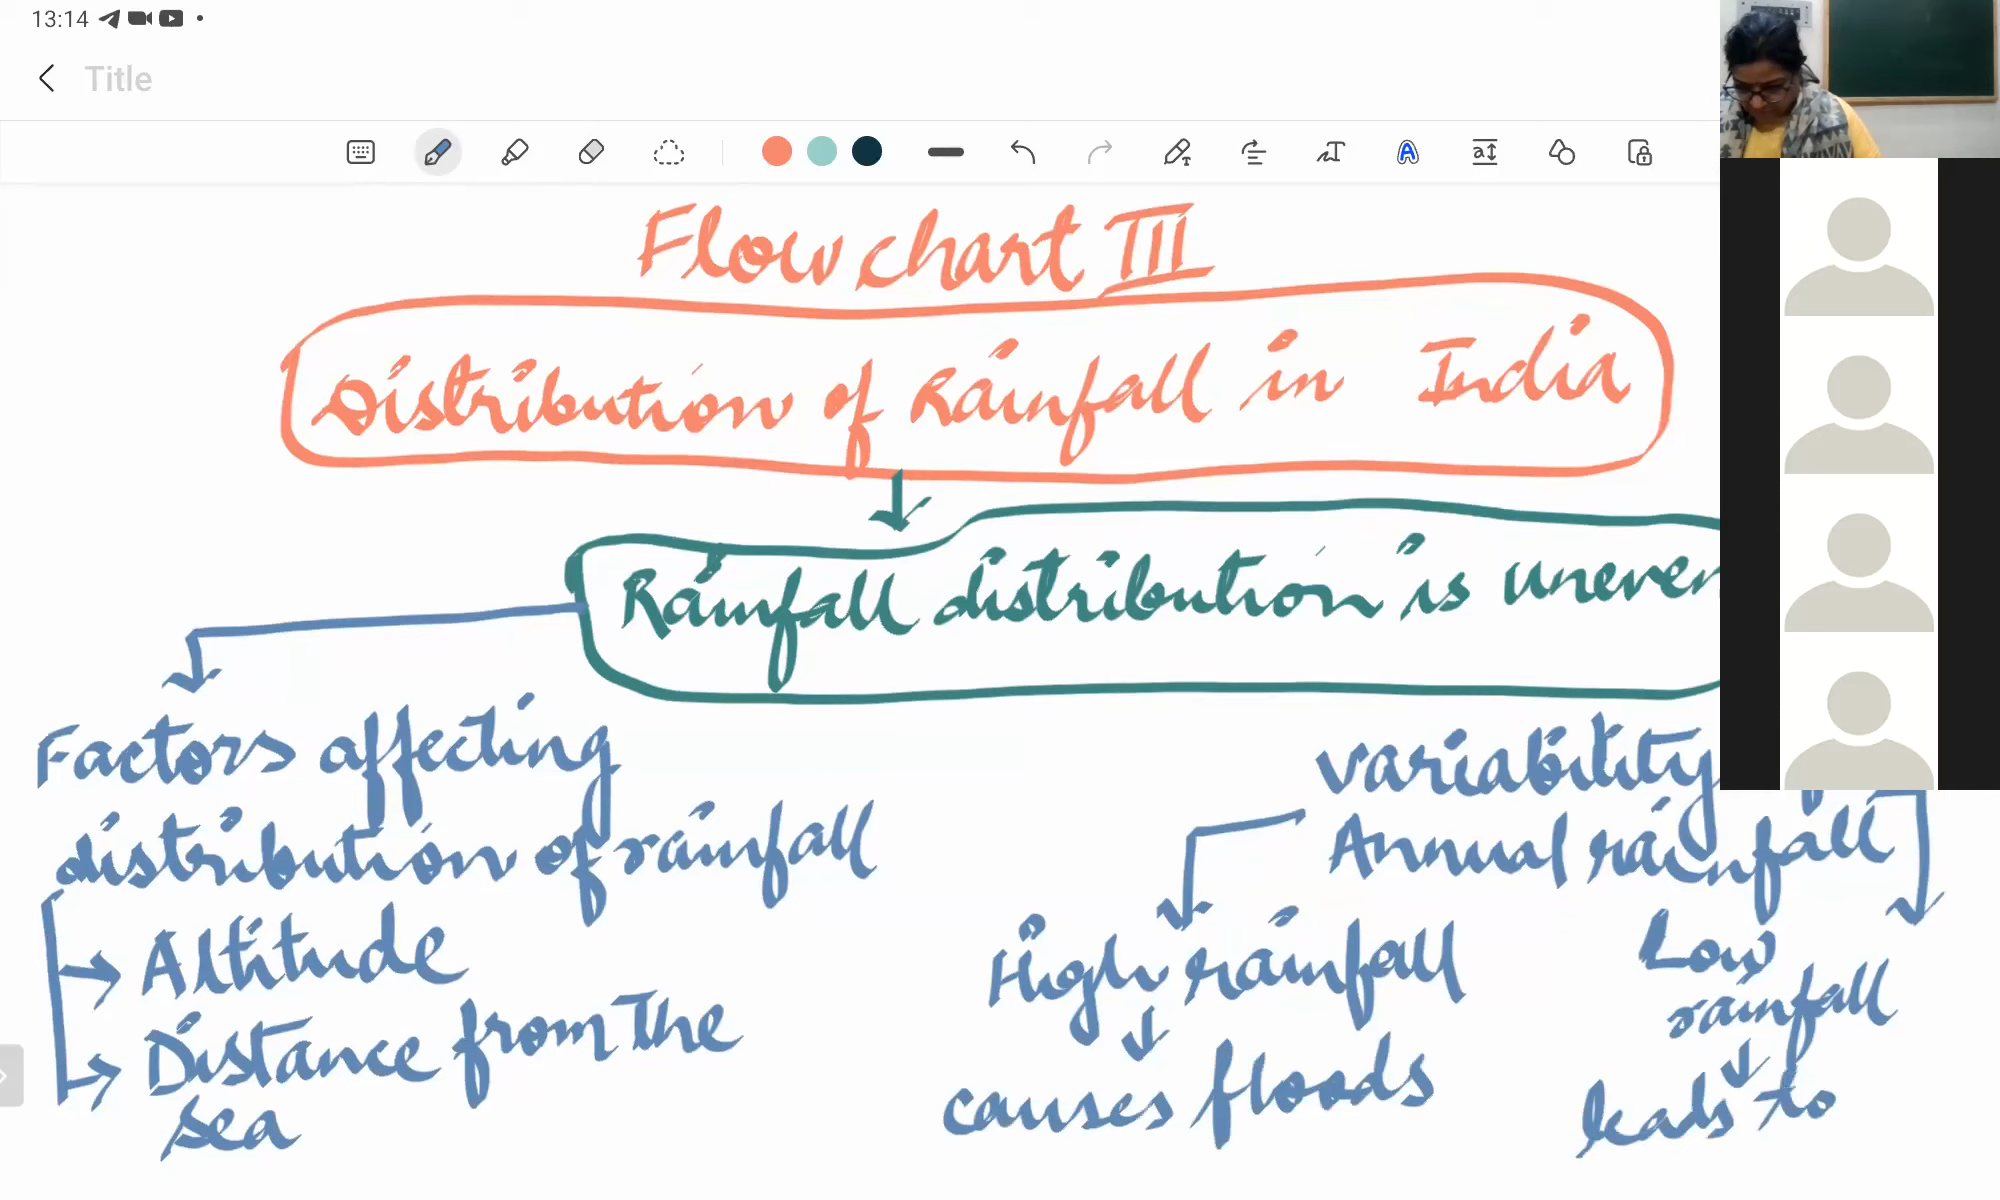 13:14
Title
Flow chart III
Distribution of Rainfall in India
Rainfall distribution is uneven
Factors affecting
distribution of rainfall
Altitude
Distance from the
sea
variability
Annual rainfall
High rainfall
causes floods
Low
rainfall
leads to